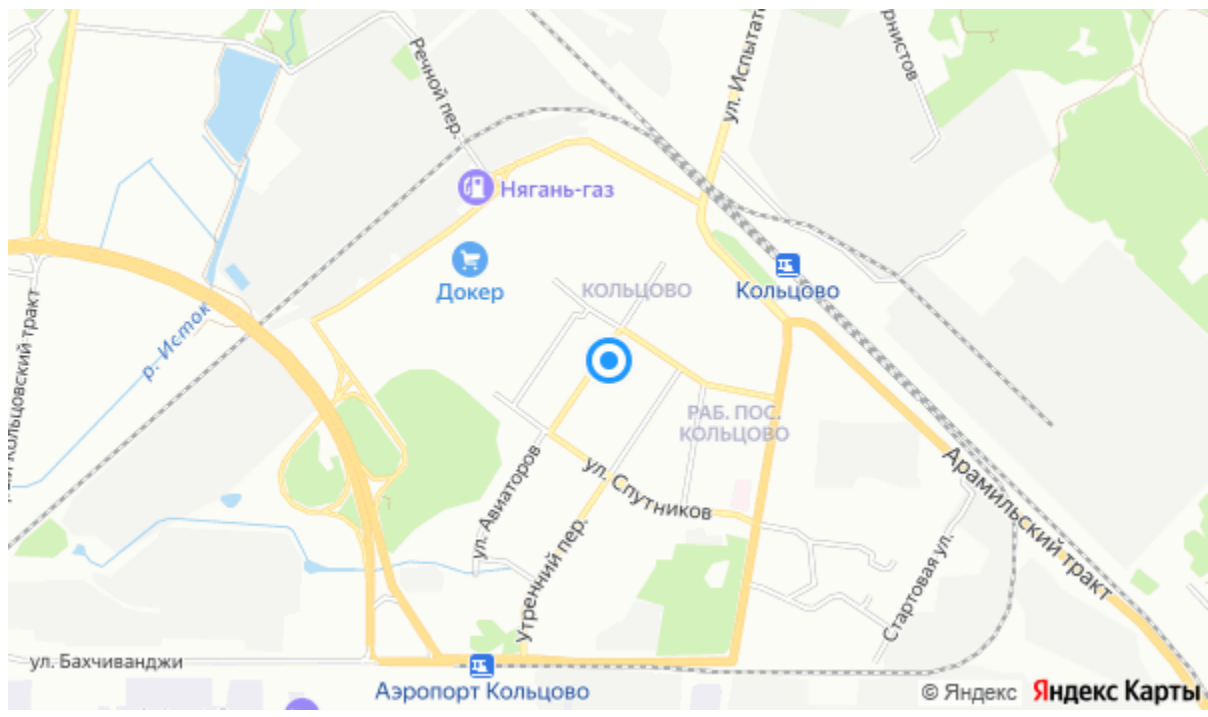 Речной пер.
ул. Испытат
рнистов
Нягань-газ
Докер
КОЛЬЦОВО
Кольцово
р. Исток
Кольцовский тракт
РАБ. ПОС.
КОЛЬЦОВО
ул. Авиаторов
ул. Спутников
Утренний пер.
Арамильский тракт
Стартовая ул.
ул. Бахчиванджи
Аэропорт Кольцово
© Яндекс Яндекс Карты